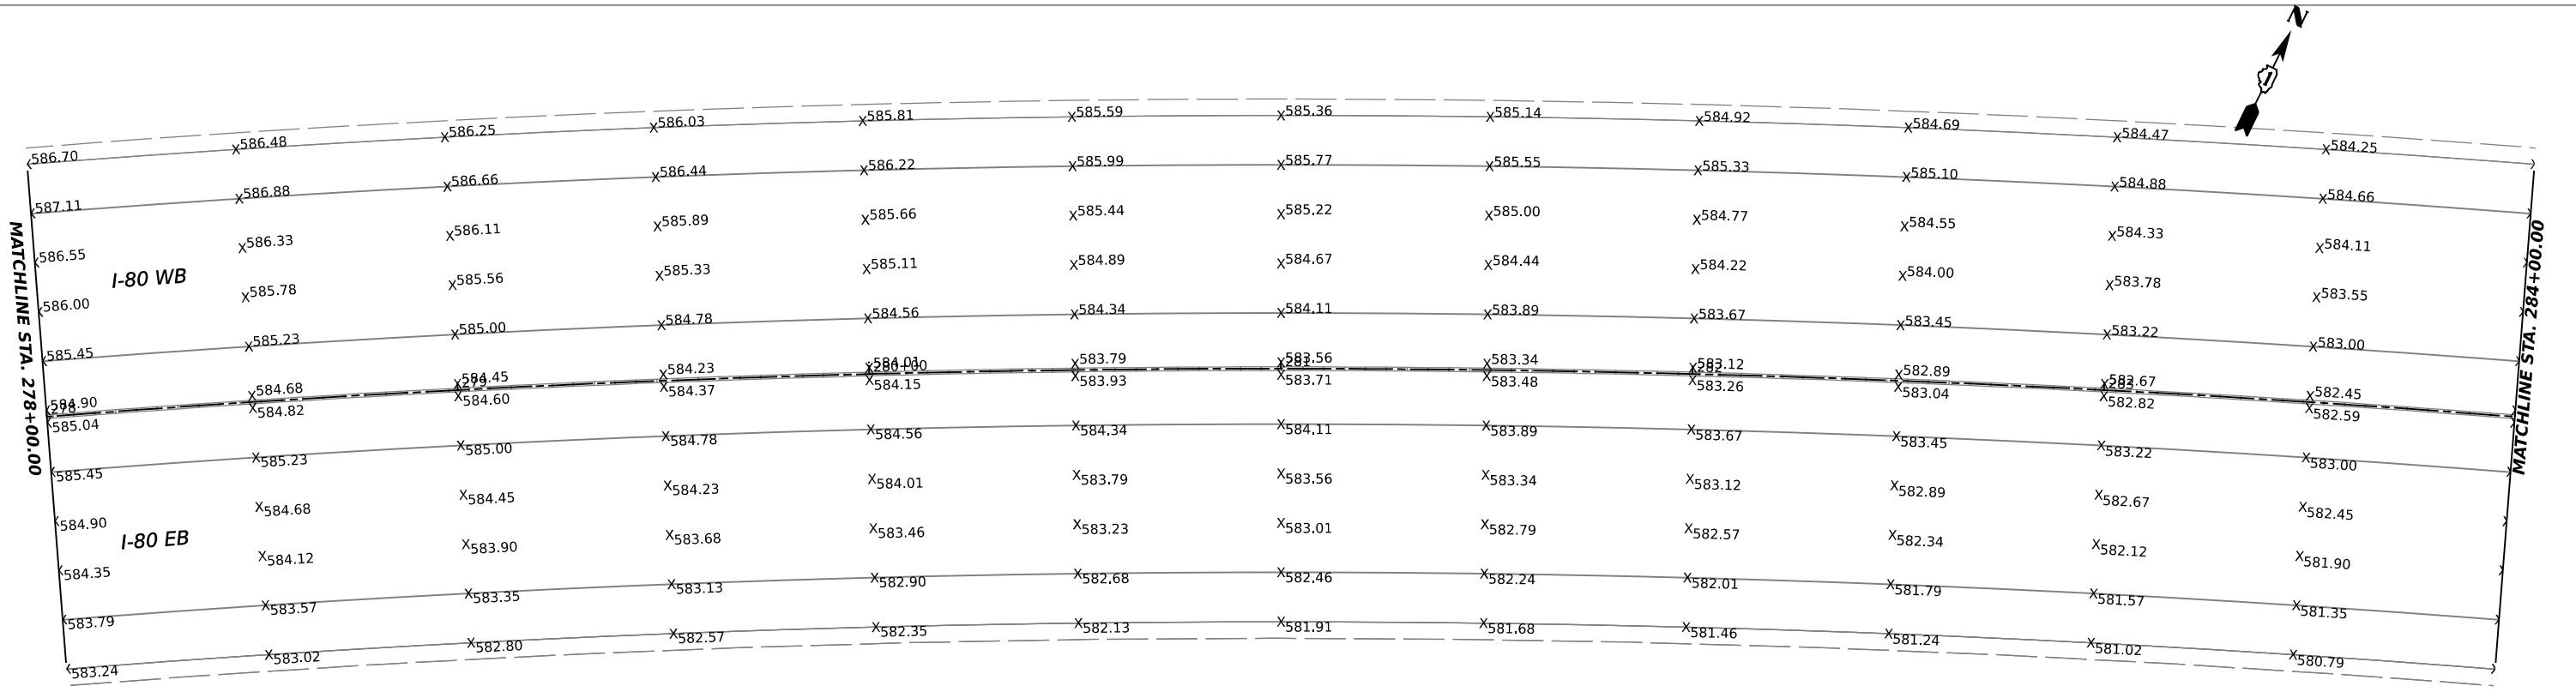 N
I
586.70 586.48 586.25 586.03 585.81 585.59 585.36 585.14 584.92 584.69 584.47 584.25
587.11 586.88 586.66 586.44 586.22 585.99 585.77 585.55 585.33 585.10 584.88 584.66
586.55 586.33 586.11 585.89 585.66 585.44 585.22 585.00 584.77 584.55 584.33 584.11
I-80 WB
586.00 585.78 585.56 585.33 585.11 584.89 584.67 584.44 584.22 584.00 583.78 583.55
585.45 585.23 585.00 584.78 584.56 584.34 584.11 583.89 583.67 583.45 583.22 583.00
584.90 584.68 584.45 584.23 584.01 583.79 583.56 583.34 583.12 582.89 582.67 582.45
278 279 280+00 281 282 283
585.04 584.82 584.60 584.37 584.15 583.93 583.71 583.48 583.26 583.04 582.82 582.59
585.45 585.23 585.00 584.78 584.56 584.34 584.11 583.89 583.67 583.45 583.22 583.00
584.90 584.68 584.45 584.23 584.01 583.79 583.56 583.34 583.12 582.89 582.67 582.45
I-80 EB
584.35 584.12 583.90 583.68 583.46 583.23 583.01 582.79 582.57 582.34 582.12 581.90
583.79 583.57 583.35 583.13 582.90 582.68 582.46 582.24 582.01 581.79 581.57 581.35
583.24 583.02 582.80 582.57 582.35 582.13 581.91 581.68 581.46 581.24 581.02 580.79
MATCHLINE STA. 278+00.00
MATCHLINE STA. 284+00.00